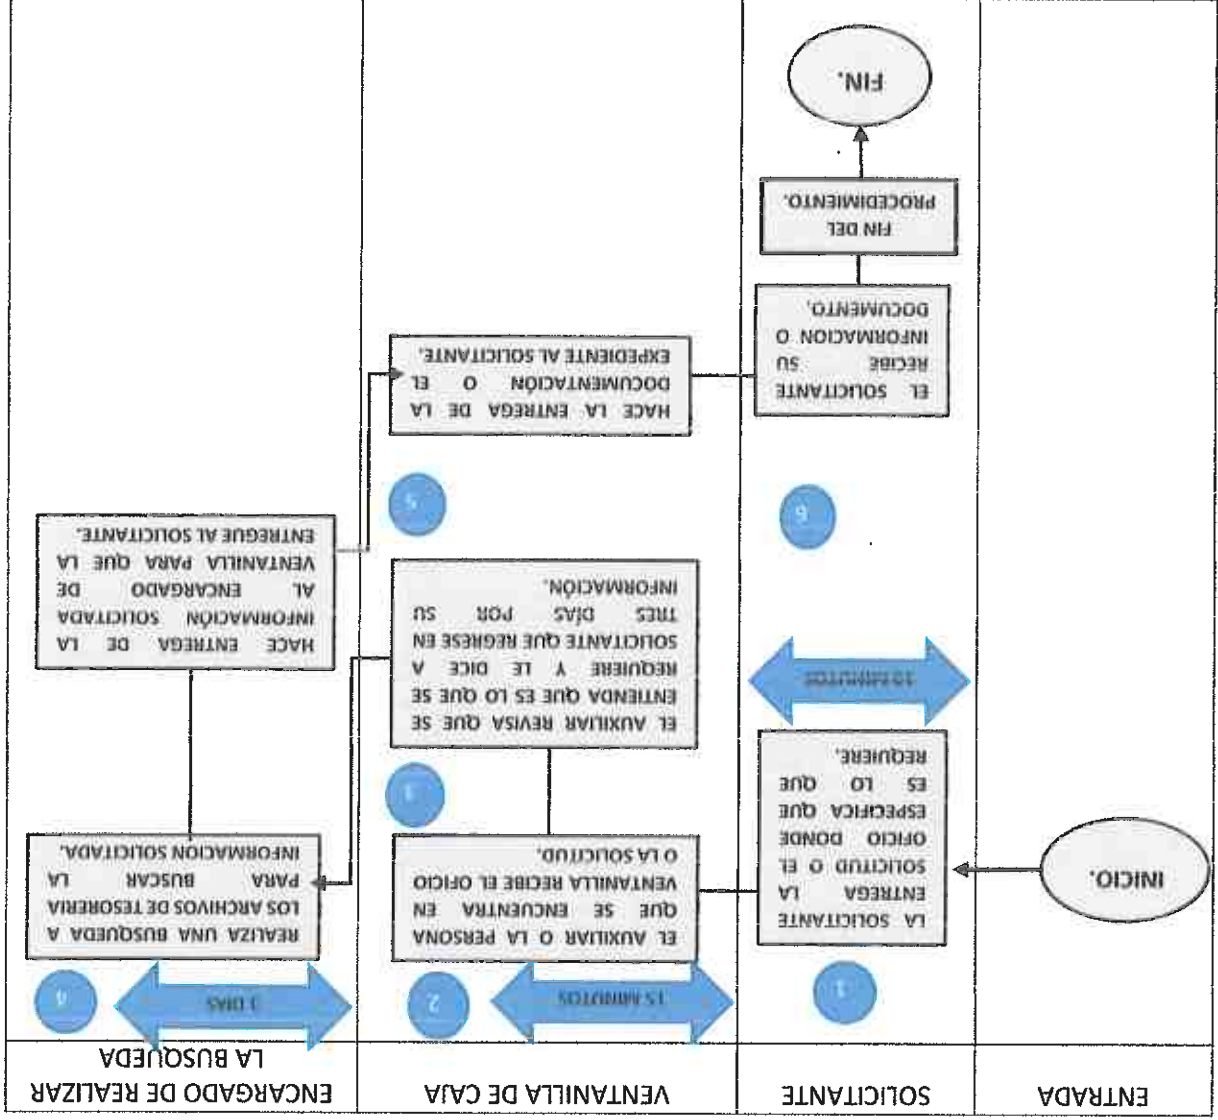 ENTRADA
SOLICITANTE
VENTANILLA DE CAJA
ENCARGADO DE REALIZAR
LA BUSQUEDA
INICIO.
1
LA SOLICITANTE
ENTREGA LA
SOLICITUD O EL
OFICIO DONDE
ESPECIFICA QUE
ES LO QUE
REQUIERE.
10 MINUTOS
15 MINUTOS
2
EL AUXILIAR O LA PERSONA
QUE SE ENCUENTRA EN
VENTANILLA RECIBE EL OFICIO
O LA SOLICITUD.
3
EL AUXILIAR REVISA QUE SE
ENTIENDA QUE ES LO QUE SE
REQUIERE Y LE DICE A
SOLICITANTE QUE REGRESE EN
TRES DÍAS POR SU
INFORMACIÓN.
3 DIAS
4
REALIZA UNA BUSQUEDA A
LOS ARCHIVOS DE TESORERIA
PARA BUSCAR LA
INFORMACION SOLICITADA.
HACE ENTREGA DE LA
INFORMACIÓN SOLICITADA
AL ENCARGADO DE
VENTANILLA PARA QUE LA
ENTREGUE AL SOLICITANTE.
5
HACE LA ENTREGA DE LA
DOCUMENTACIÓN O EL
EXPEDIENTE AL SOLICITANTE.
6
EL SOLICITANTE
RECIBE SU
INFORMACION O
DOCUMENTO.
FIN DEL
PROCEDIMIENTO.
FIN.